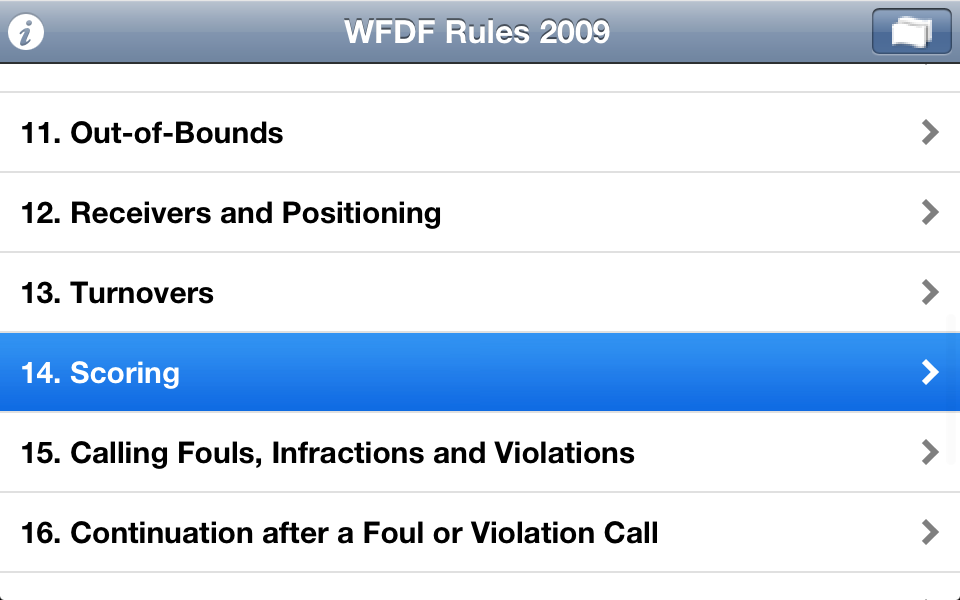 WFDF Rules 2009
11. Out-of-Bounds
12. Receivers and Positioning
13. Turnovers
14. Scoring
15. Calling Fouls, Infractions and Violations
16. Continuation after a Foul or Violation Call